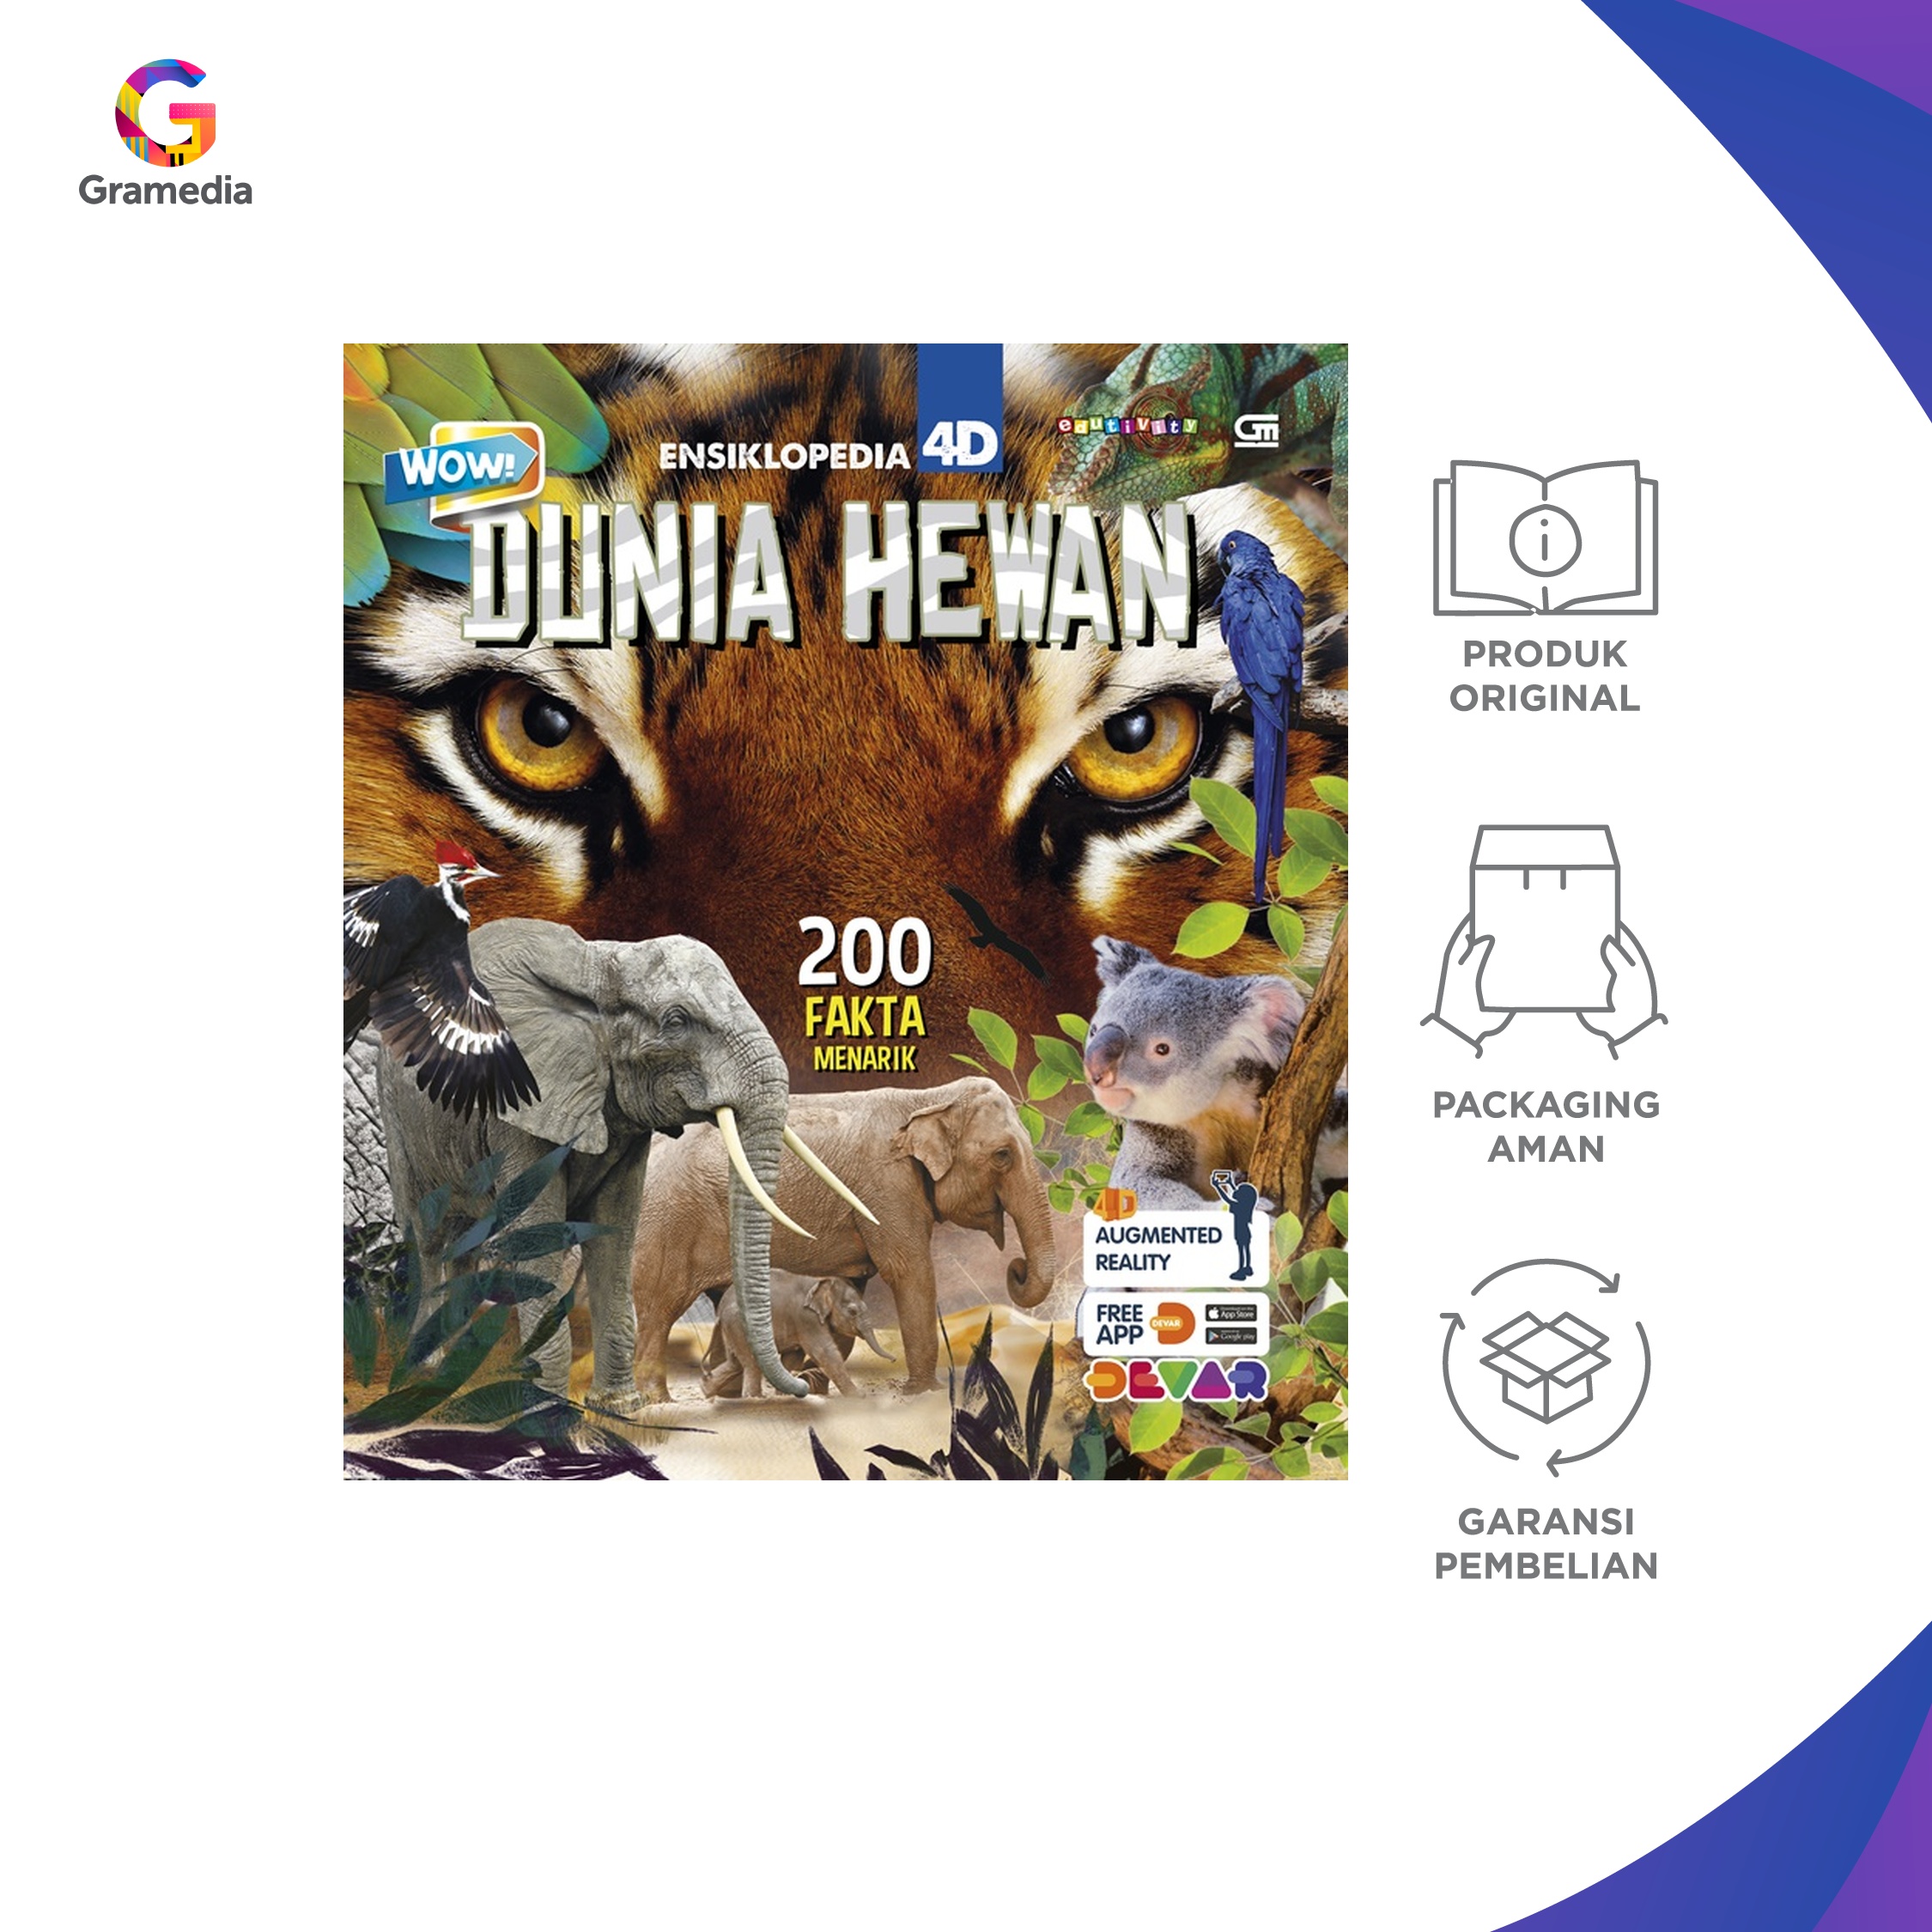 Gramedia
WOW!
ENSIKLOPEDIA 4D
edutivity
GM
DUNIA HEWAN
200
FAKTA
MENARIK
4D
AUGMENTED
REALITY
FREE
APP
DEVAR
App Store
Google play
DEVAR
PRODUK
ORIGINAL
PACKAGING
AMAN
GARANSI
PEMBELIAN